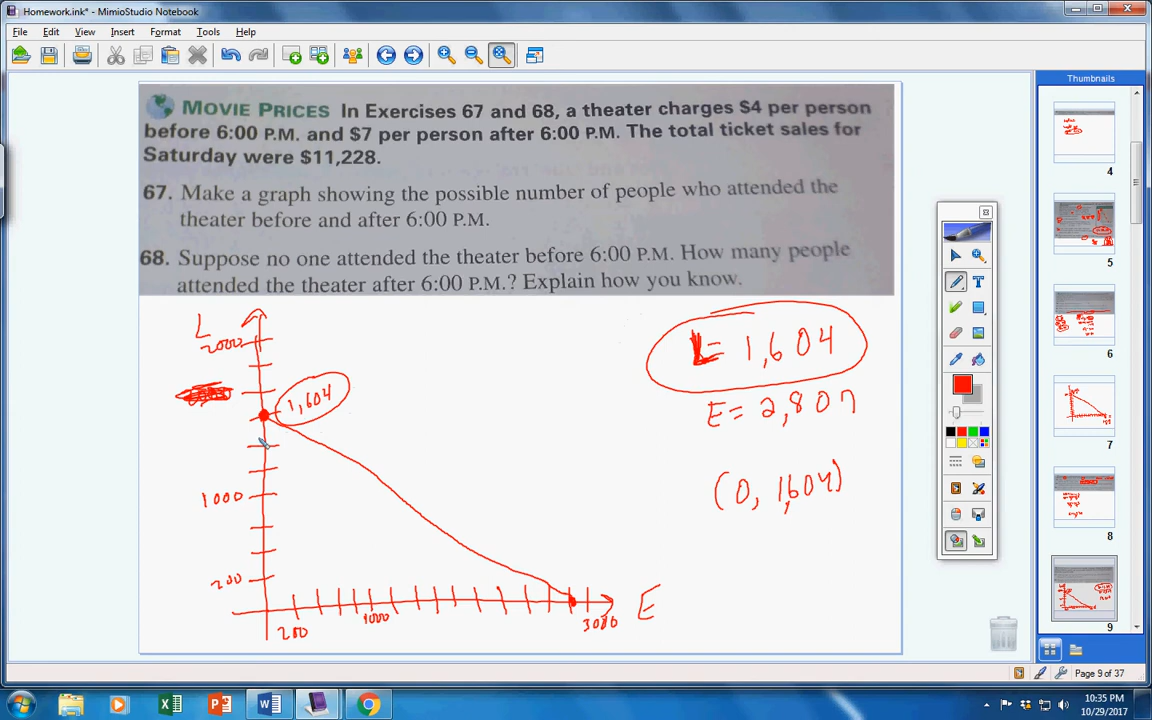 Homework.ink* - MimioStudio Notebook
File Edit View Insert Format Tools Help
MOVIE PRICES In Exercises 67 and 68, a theater charges $4 per person
before 6:00 P.M. and $7 per person after 6:00 P.M. The total ticket sales for
Saturday were $11,228.
67. Make a graph showing the possible number of people who attended the
theater before and after 6:00 P.M.
68. Suppose no one attended the theater before 6:00 P.M. How many people
attended the theater after 6:00 P.M.? Explain how you know.
L
2000
1,604
1000
200
200 1000 3000
E
L= 1,604
E= 2,807
(0, 1,604)
Thumbnails
4
5
6
7
8
9
T
Page 9 of 37
10:35 PM
10/29/2017